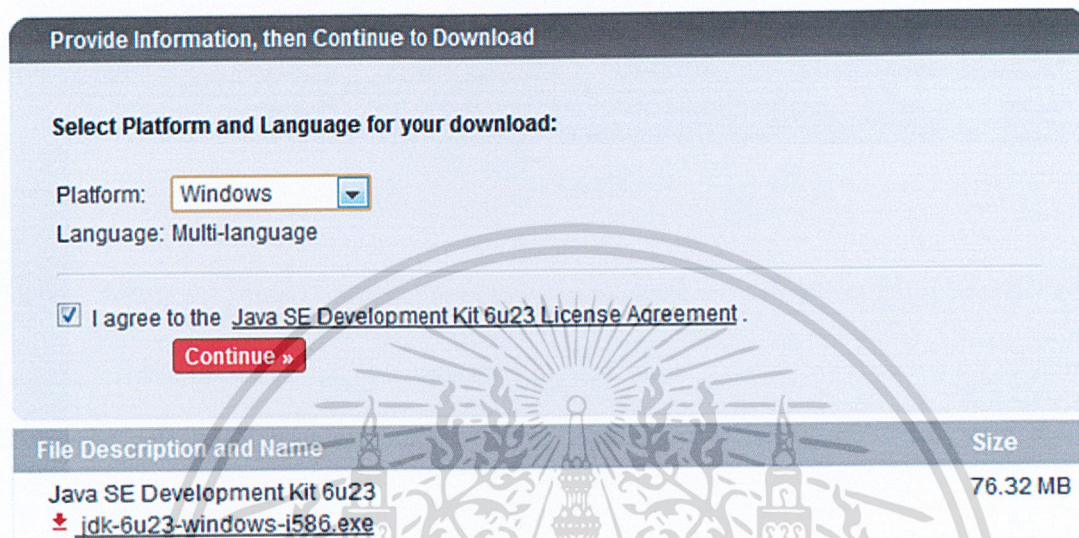 Provide Information, then Continue to Download
Select Platform and Language for your download:
Platform: Windows
Language: Multi-language
I agree to the Java SE Development Kit 6u23 License Agreement .
Continue »
File Description and Name Size
Java SE Development Kit 6u23 76.32 MB
jdk-6u23-windows-i586.exe